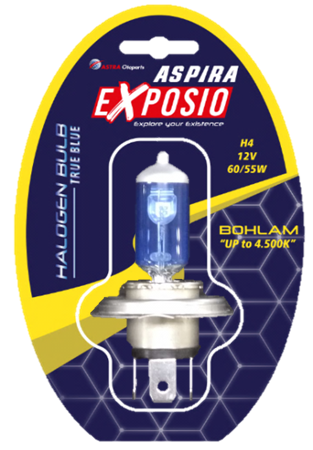 ASTRA Otoparts
ASPIRA
EXPOSIO
Explore your Existence
H4
12V
60/55W
HALOGEN BULB
TRUE BLUE
BOHLAM
"UP to 4.500K"